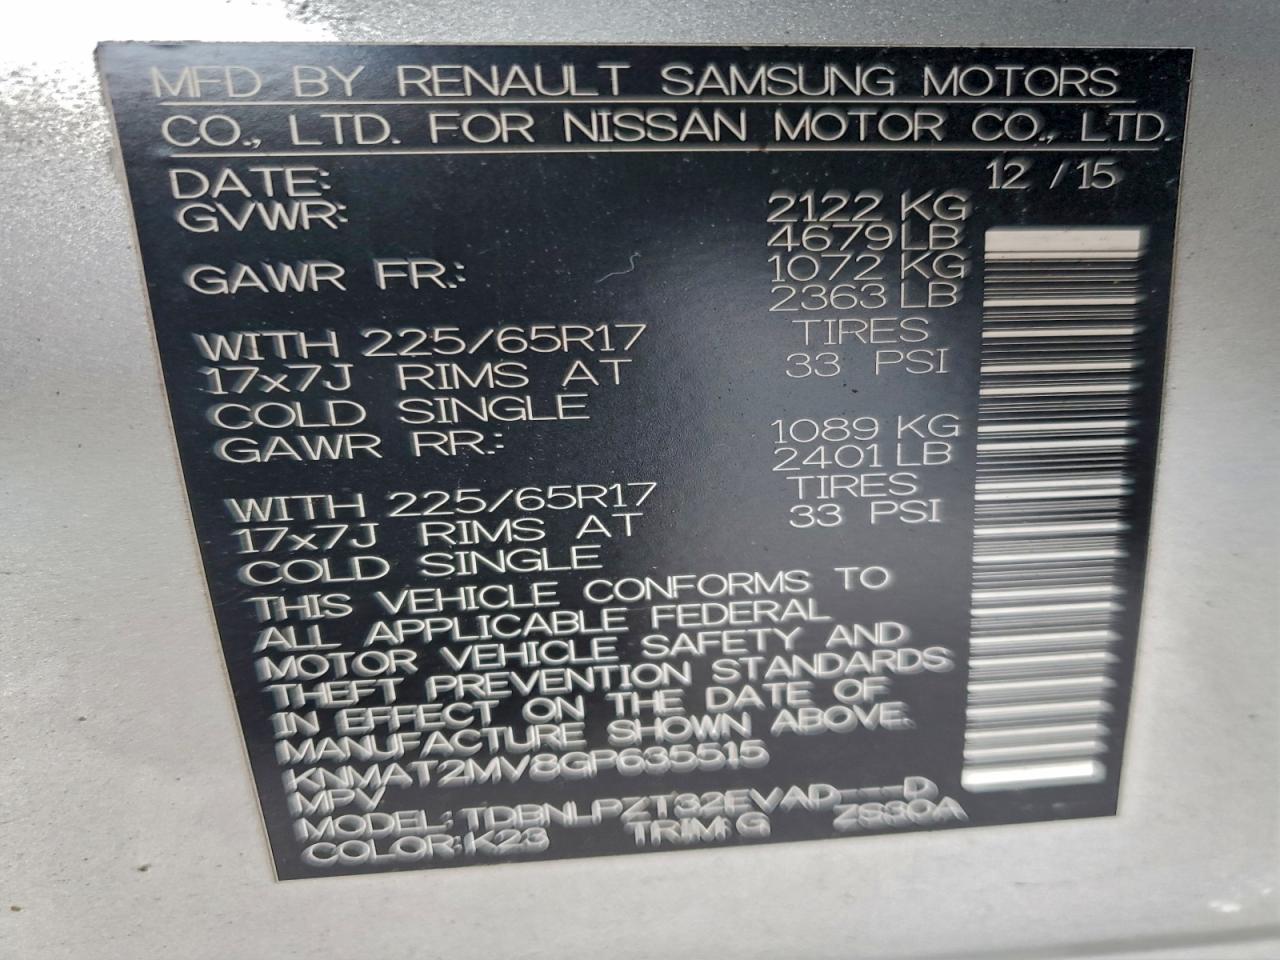 MFD BY RENAULT SAMSUNG MOTORS
CO., LTD. FOR NISSAN MOTOR CO., LTD.
DATE: 12 / 15
GVWR: 2122 KG
4679 LB
GAWR FR.: 1072 KG
2363 LB
WITH 225/65R17 TIRES
17x7J RIMS AT 33 PSI
COLD SINGLE
GAWR RR.: 1089 KG
2401 LB
WITH 225/65R17 TIRES
17x7J RIMS AT 33 PSI
COLD SINGLE
THIS VEHICLE CONFORMS TO
ALL APPLICABLE FEDERAL
MOTOR VEHICLE SAFETY AND
THEFT PREVENTION STANDARDS
IN EFFECT ON THE DATE OF
MANUFACTURE SHOWN ABOVE.
KNMAT2MV8GP635515
MPV
MODEL: TDBNLPZT32EVAD---D
COLOR: K23 TRIM: G ZS30A